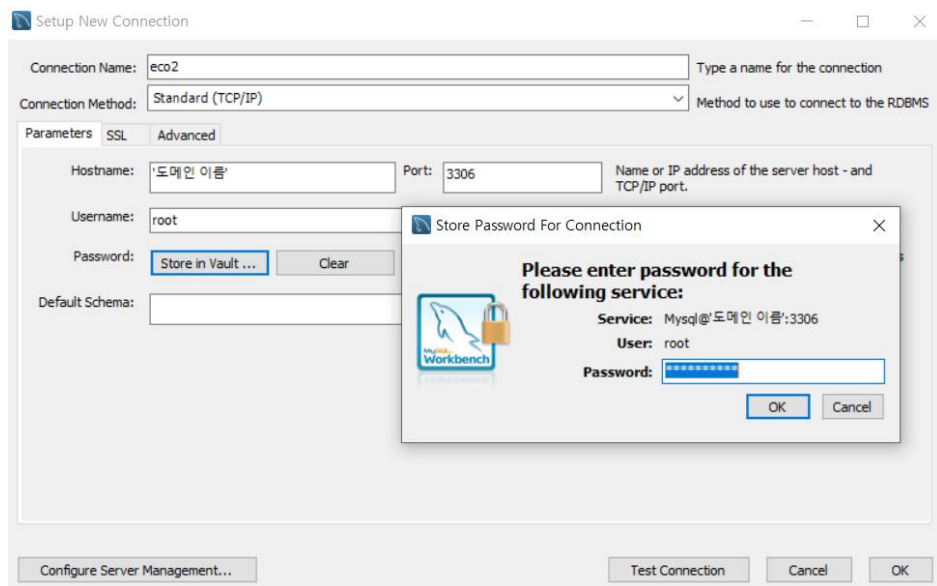 Setup New Connection
Connection Name: eco2 Type a name for the connection
Connection Method: Standard (TCP/IP) Method to use to connect to the RDBMS
Parameters SSL Advanced
Hostname: '도메인 이름' Port: 3306 Name or IP address of the server host - and
TCP/IP port.
Username: root
Password: Store in Vault ... Clear
Default Schema:
Store Password For Connection
Please enter password for the
following service:
Service: Mysql@'도메인 이름':3306
User: root
Password: **********
MySQL
Workbench
OK Cancel
Configure Server Management... Test Connection Cancel OK